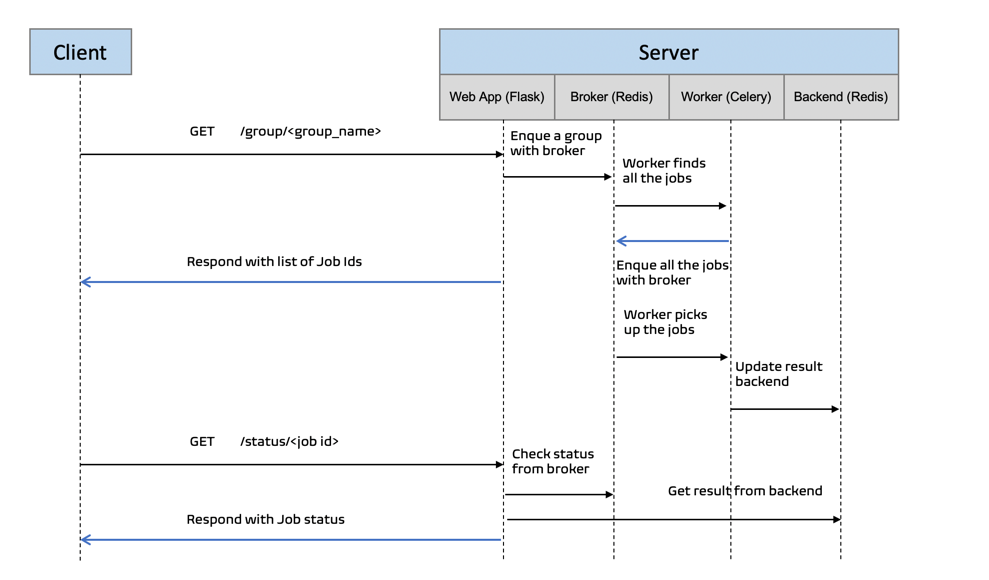 Client
Server
Web App (Flask)
Broker (Redis)
Worker (Celery)
Backend (Redis)
GET /group/<group_name>
Enque a group
with broker
Worker finds
all the jobs
Respond with list of Job Ids
Enque all the jobs
with broker
Worker picks
up the jobs
Update result
backend
GET /status/<job id>
Check status
from broker
Get result from backend
Respond with Job status